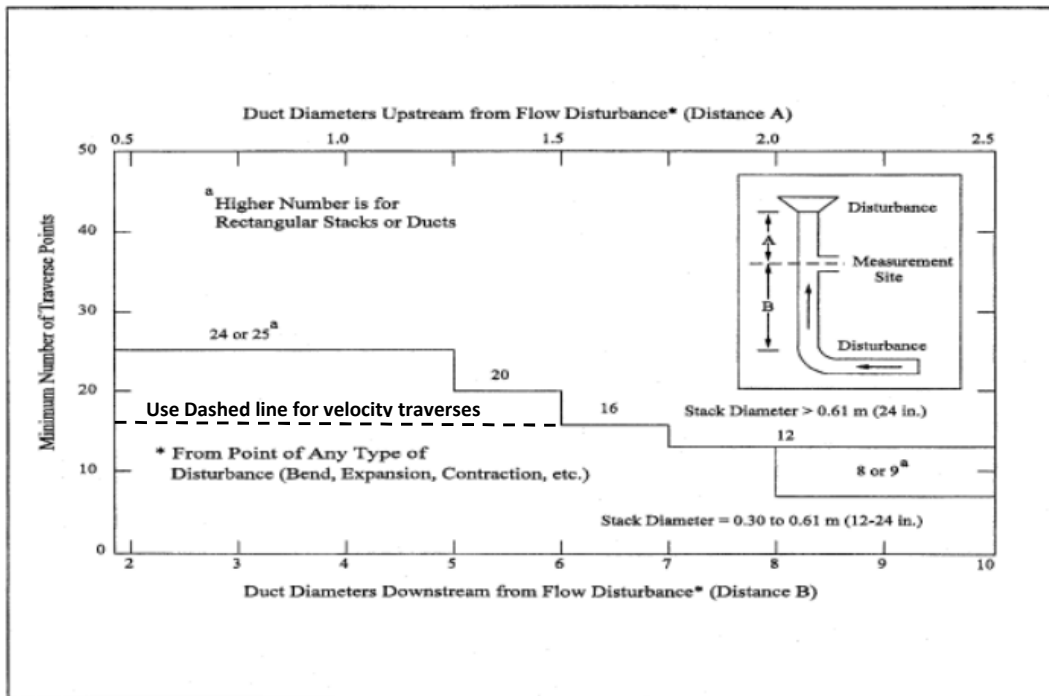 Duct Diameters Upstream from Flow Disturbance* (Distance A)
0.5 1.0 1.5 2.0 2.5
50
40
30
20
10
0
Minimum Number of Traverse Points
a Higher Number is for
Rectangular Stacks or Ducts
24 or 25a
20
16
12
8 or 9a
Use Dashed line for velocity traverses
* From Point of Any Type of
Disturbance (Bend, Expansion, Contraction, etc.)
Disturbance
A
Measurement
Site
B
Disturbance
Stack Diameter > 0.61 m (24 in.)
Stack Diameter = 0.30 to 0.61 m (12-24 in.)
2 3 4 5 6 7 8 9 10
Duct Diameters Downstream from Flow Disturbance* (Distance B)